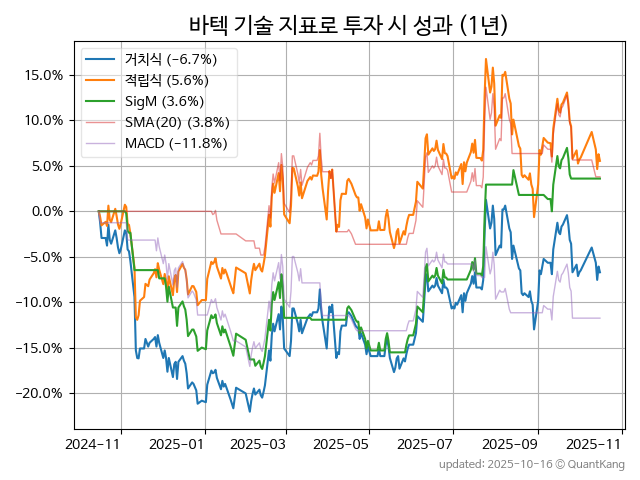 바텍 기술 지표로 투자 시 성과 (1년)
거치식 (−6.7%)
적립식 (5.6%)
SigM (3.6%)
SMA(20) (3.8%)
MACD (−11.8%)
15.0%
10.0%
5.0%
0.0%
−5.0%
−10.0%
−15.0%
−20.0%
2024-11 2025-01 2025-03 2025-05 2025-07 2025-09 2025-11
updated: 2025-10-16 © QuantKang